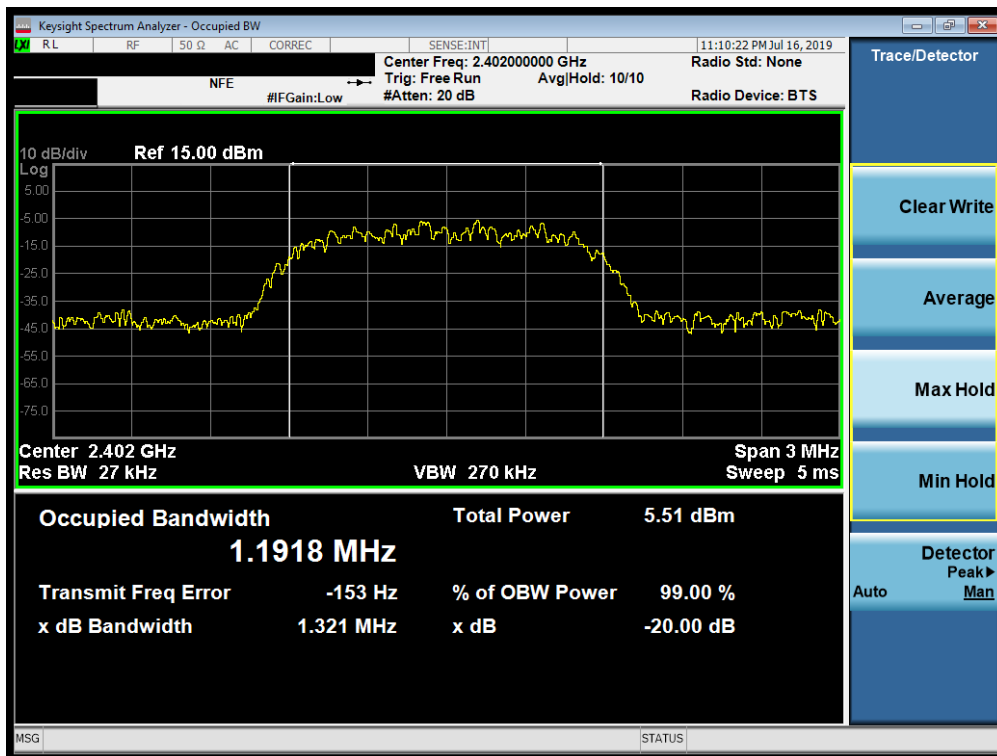 Keysight Spectrum Analyzer - Occupied BW
LXI RL RF 50 Ω AC CORREC SENSE:INT 11:10:22 PM Jul 16, 2019
Center Freq: 2.402000000 GHz Radio Std: None
NFE Trig: Free Run Avg|Hold: 10/10
#IFGain:Low #Atten: 20 dB Radio Device: BTS
10 dB/div Ref 15.00 dBm
Log
5.00
-5.00
-15.0
-25.0
-35.0
-45.0
-55.0
-65.0
-75.0
Center 2.402 GHz Span 3 MHz
Res BW 27 kHz VBW 270 kHz Sweep 5 ms
Occupied Bandwidth Total Power 5.51 dBm
1.1918 MHz
Transmit Freq Error -153 Hz % of OBW Power 99.00 %
x dB Bandwidth 1.321 MHz x dB -20.00 dB
MSG STATUS
Trace/Detector
Clear Write
Average
Max Hold
Min Hold
Detector
Peak▶
Auto Man